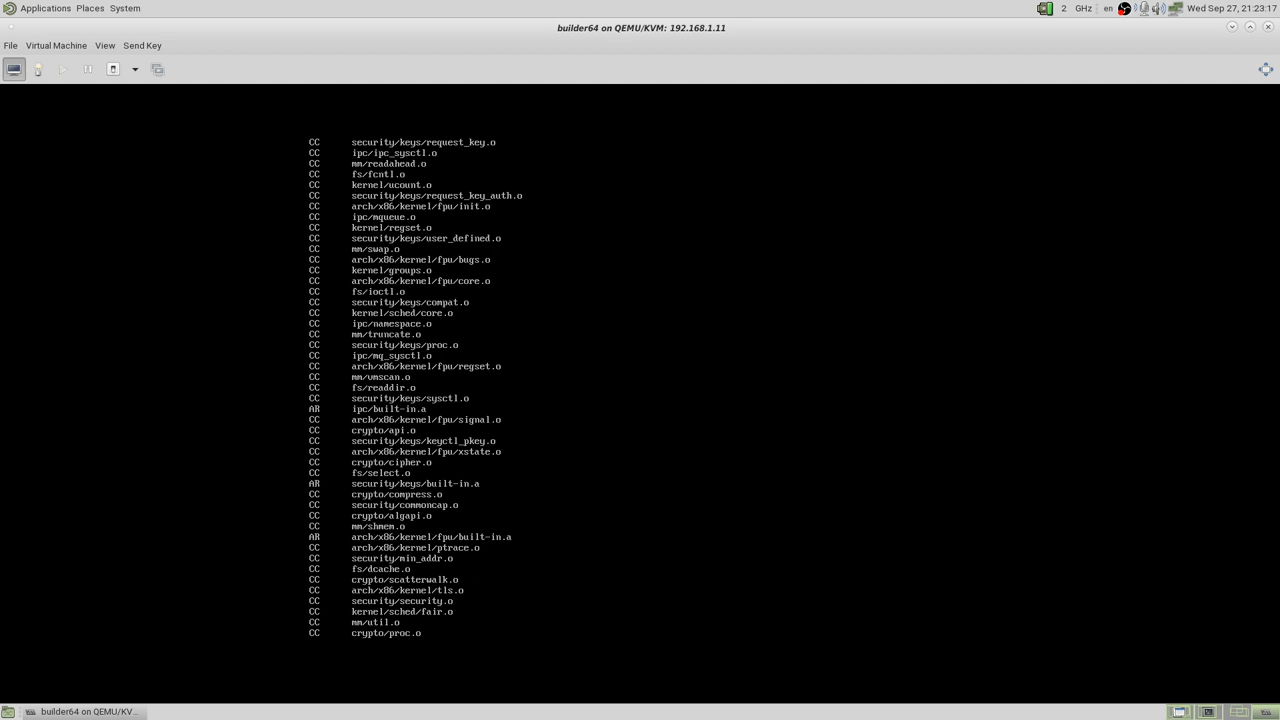 Applications Places System 2 GHz en Wed Sep 27, 21:23:17
builder64 on QEMU/KVM: 192.168.1.11
File Virtual Machine View Send Key
CC security/keys/request_key.o
CC ipc/ipc_sysctl.o
CC mm/readahead.o
CC fs/fcntl.o
CC kernel/ucount.o
CC security/keys/request_key_auth.o
CC arch/x86/kernel/fpu/init.o
CC ipc/mqueue.o
CC kernel/regset.o
CC security/keys/user_defined.o
CC mm/swap.o
CC arch/x86/kernel/fpu/bugs.o
CC kernel/groups.o
CC arch/x86/kernel/fpu/core.o
CC fs/ioctl.o
CC security/keys/compat.o
CC kernel/sched/core.o
CC ipc/namespace.o
CC mm/truncate.o
CC security/keys/proc.o
CC ipc/mq_sysctl.o
CC arch/x86/kernel/fpu/regset.o
CC mm/vmscan.o
CC fs/readdir.o
CC security/keys/sysctl.o
AR ipc/built-in.a
CC arch/x86/kernel/fpu/signal.o
CC crypto/api.o
CC security/keys/keyctl_pkey.o
CC arch/x86/kernel/fpu/xstate.o
CC crypto/cipher.o
CC fs/select.o
AR security/keys/built-in.a
CC crypto/compress.o
CC security/commoncap.o
CC crypto/algapi.o
CC mm/shmem.o
AR arch/x86/kernel/fpu/built-in.a
CC arch/x86/kernel/ptrace.o
CC security/min_addr.o
CC fs/dcache.o
CC crypto/scatterwalk.o
CC arch/x86/kernel/tls.o
CC security/security.o
CC kernel/sched/fair.o
CC mm/util.o
CC crypto/proc.o
builder64 on QEMU/KV...